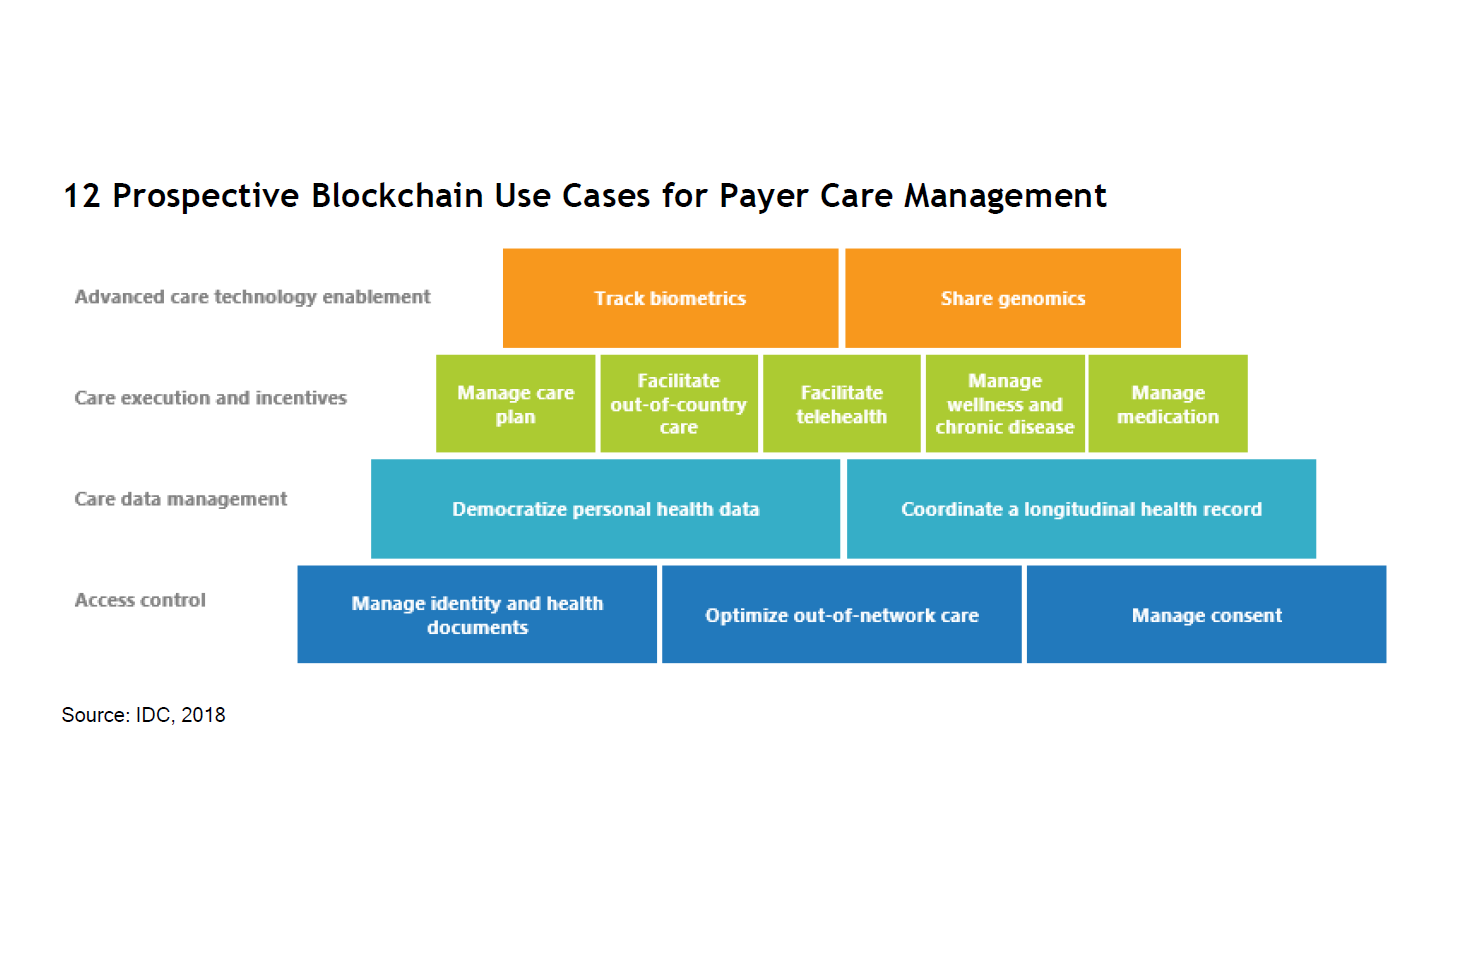 12 Prospective Blockchain Use Cases for Payer Care Management
Advanced care technology enablement
Track biometrics
Share genomics
Care execution and incentives
Manage care
plan
Facilitate
out-of-country
care
Facilitate
telehealth
Manage
wellness and
chronic disease
Manage
medication
Care data management
Democratize personal health data
Coordinate a longitudinal health record
Access control
Manage identity and health
documents
Optimize out-of-network care
Manage consent
Source: IDC, 2018